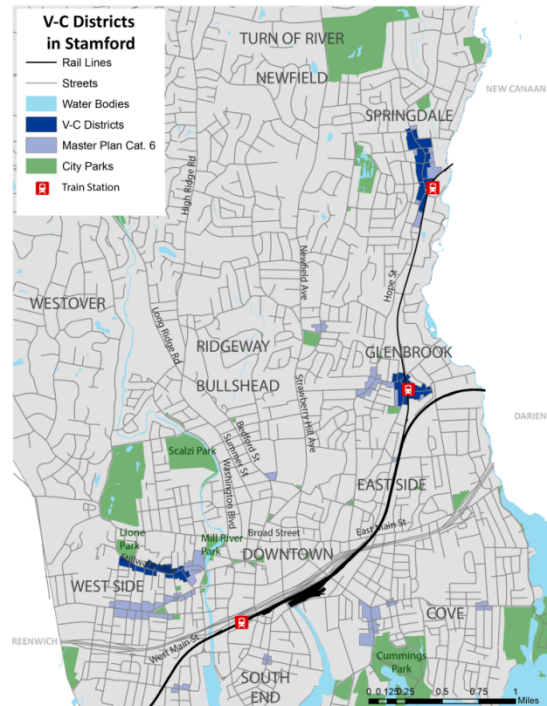 V-C Districts
in Stamford
Rail Lines
Streets
Water Bodies
V-C Districts
Master Plan Cat. 6
City Parks
Train Station
TURN OF RIVER
NEWFIELD
NEW CANAAN
SPRINGDALE
High Ridge Rd
Newfield Ave
Hope St
WESTOVER
Long Ridge Rd
RIDGEWAY
GLENBROOK
BULLSHEAD
Strawberry Hill Ave
DARIEN
Bedford St
Summer St
Washington Blvd
Scalzi Park
EAST SIDE
East Main St
Broad Street
Lione
Park
Mill River
Park
DOWNTOWN
Stillwater
WEST SIDE
COVE
REENWICH
West Main St
Cummings
Park
SOUTH
END
0 0.125 0.25 0.5 0.75 1
Miles